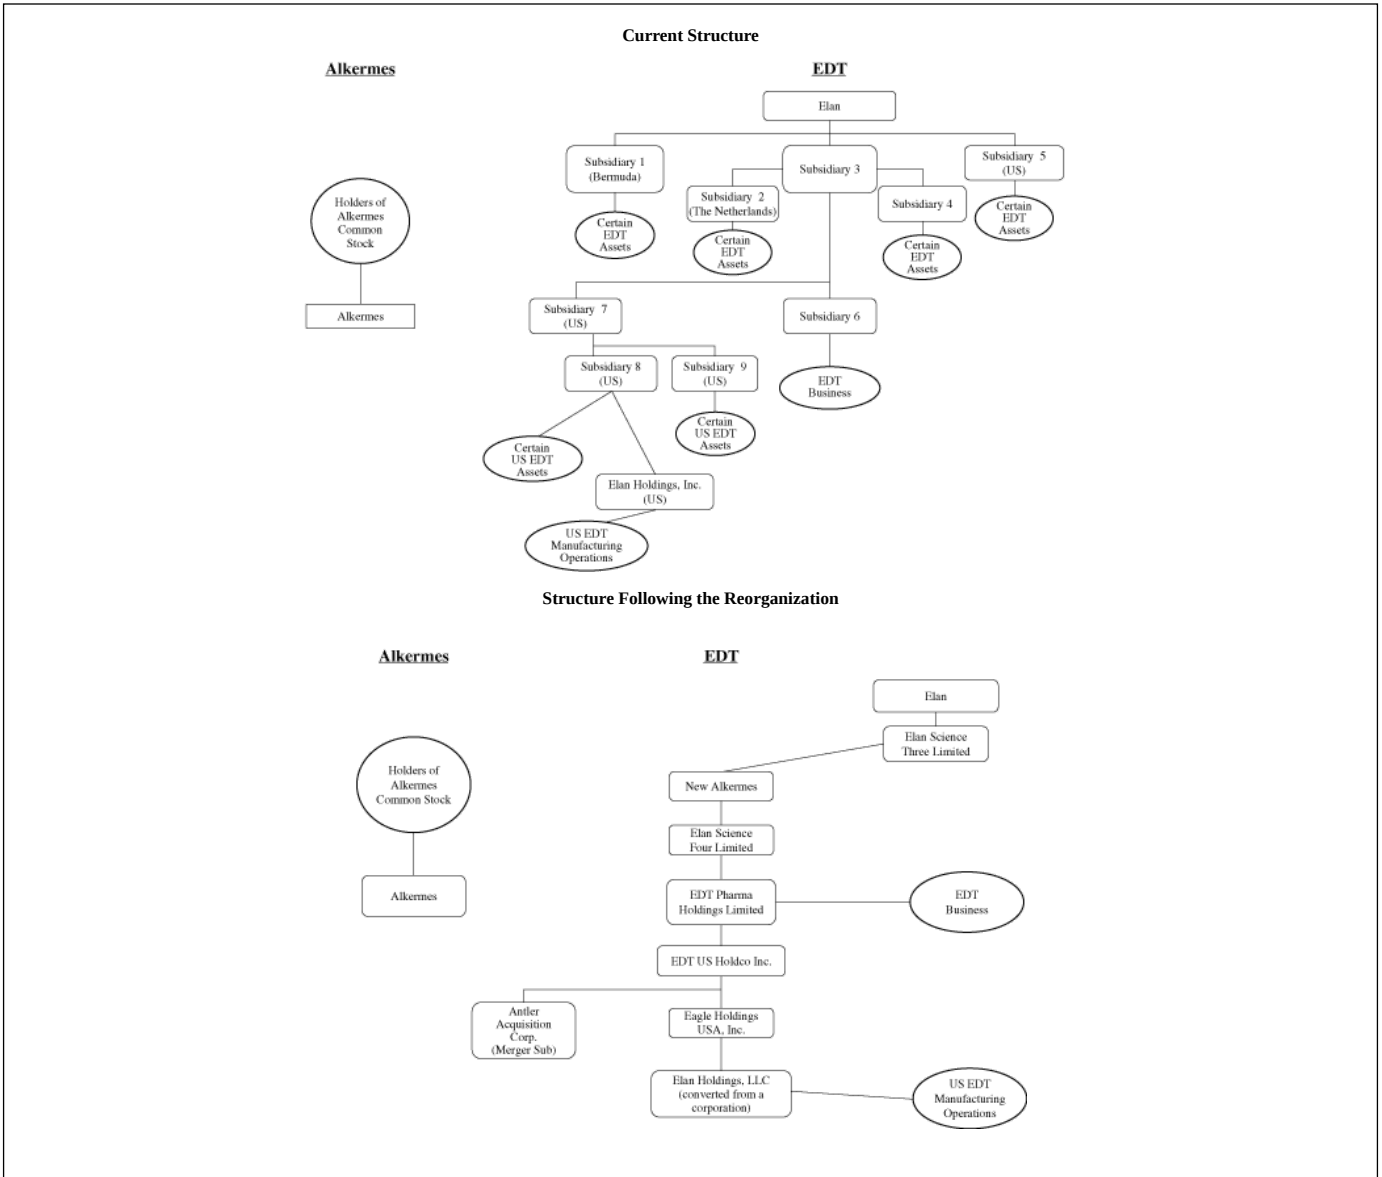 Current Structure
Alkermes
EDT
Elan
Subsidiary 1
(Bermuda)
Subsidiary 3
Subsidiary 5
(US)
Subsidiary 2
(The Netherlands)
Subsidiary 4
Certain
EDT
Assets
Certain
EDT
Assets
Certain
EDT
Assets
Certain
EDT
Assets
Holders of
Alkermes
Common
Stock
Alkermes
Subsidiary 7
(US)
Subsidiary 6
Subsidiary 8
(US)
Subsidiary 9
(US)
EDT
Business
Certain
US EDT
Assets
Certain
US EDT
Assets
Elan Holdings, Inc.
(US)
US EDT
Manufacturing
Operations
Structure Following the Reorganization
Alkermes
EDT
Elan
Elan Science
Three Limited
Holders of
Alkermes
Common Stock
New Alkermes
Elan Science
Four Limited
Alkermes
EDT Pharma
Holdings Limited
EDT
Business
EDT US Holdco Inc.
Antler
Acquisition
Corp.
(Merger Sub)
Eagle Holdings
USA, Inc.
Elan Holdings, LLC
(converted from a
corporation)
US EDT
Manufacturing
Operations